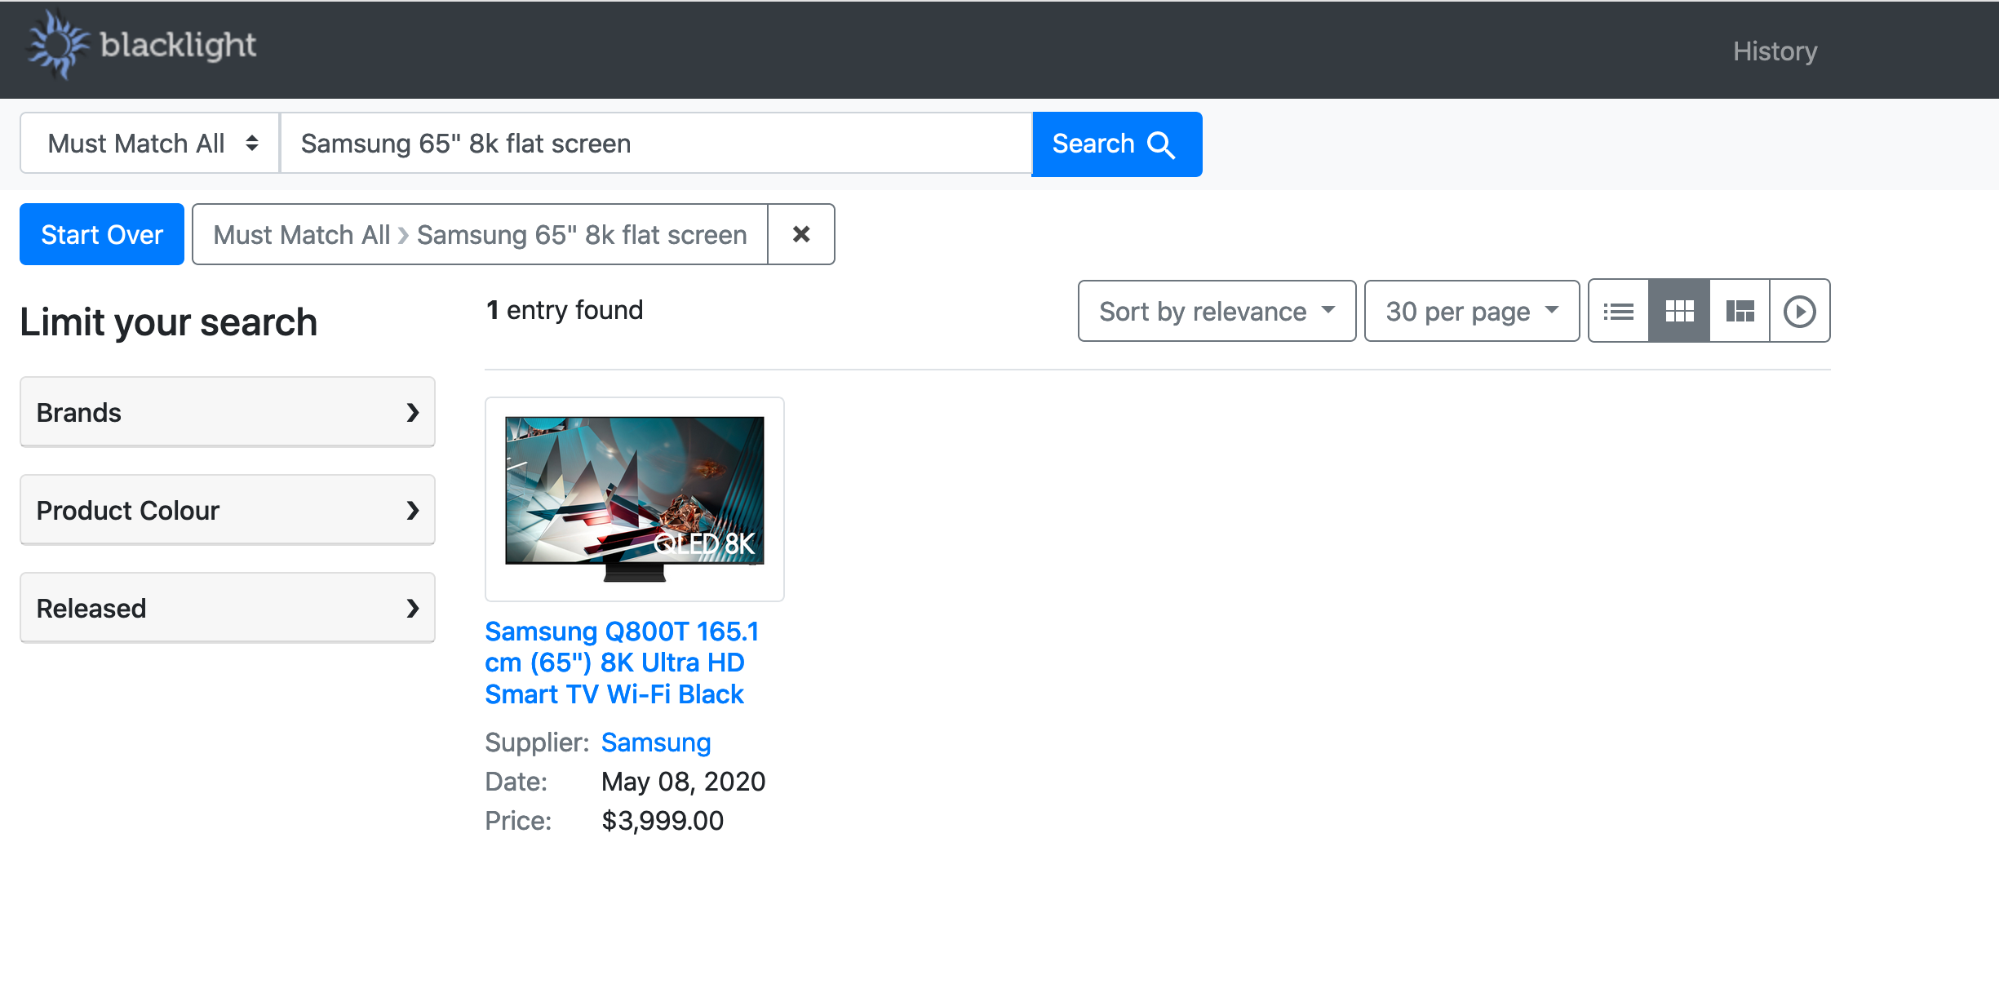 blacklight
History
Must Match All
Samsung 65" 8k flat screen
Search
Start Over
Must Match All
Samsung 65" 8k flat screen
Limit your search
1 entry found
Sort by relevance
30 per page
Brands
Product Colour
Released
QLED 8K
Samsung Q800T 165.1
cm (65") 8K Ultra HD
Smart TV Wi-Fi Black
Supplier: Samsung
Date: May 08, 2020
Price: $3,999.00